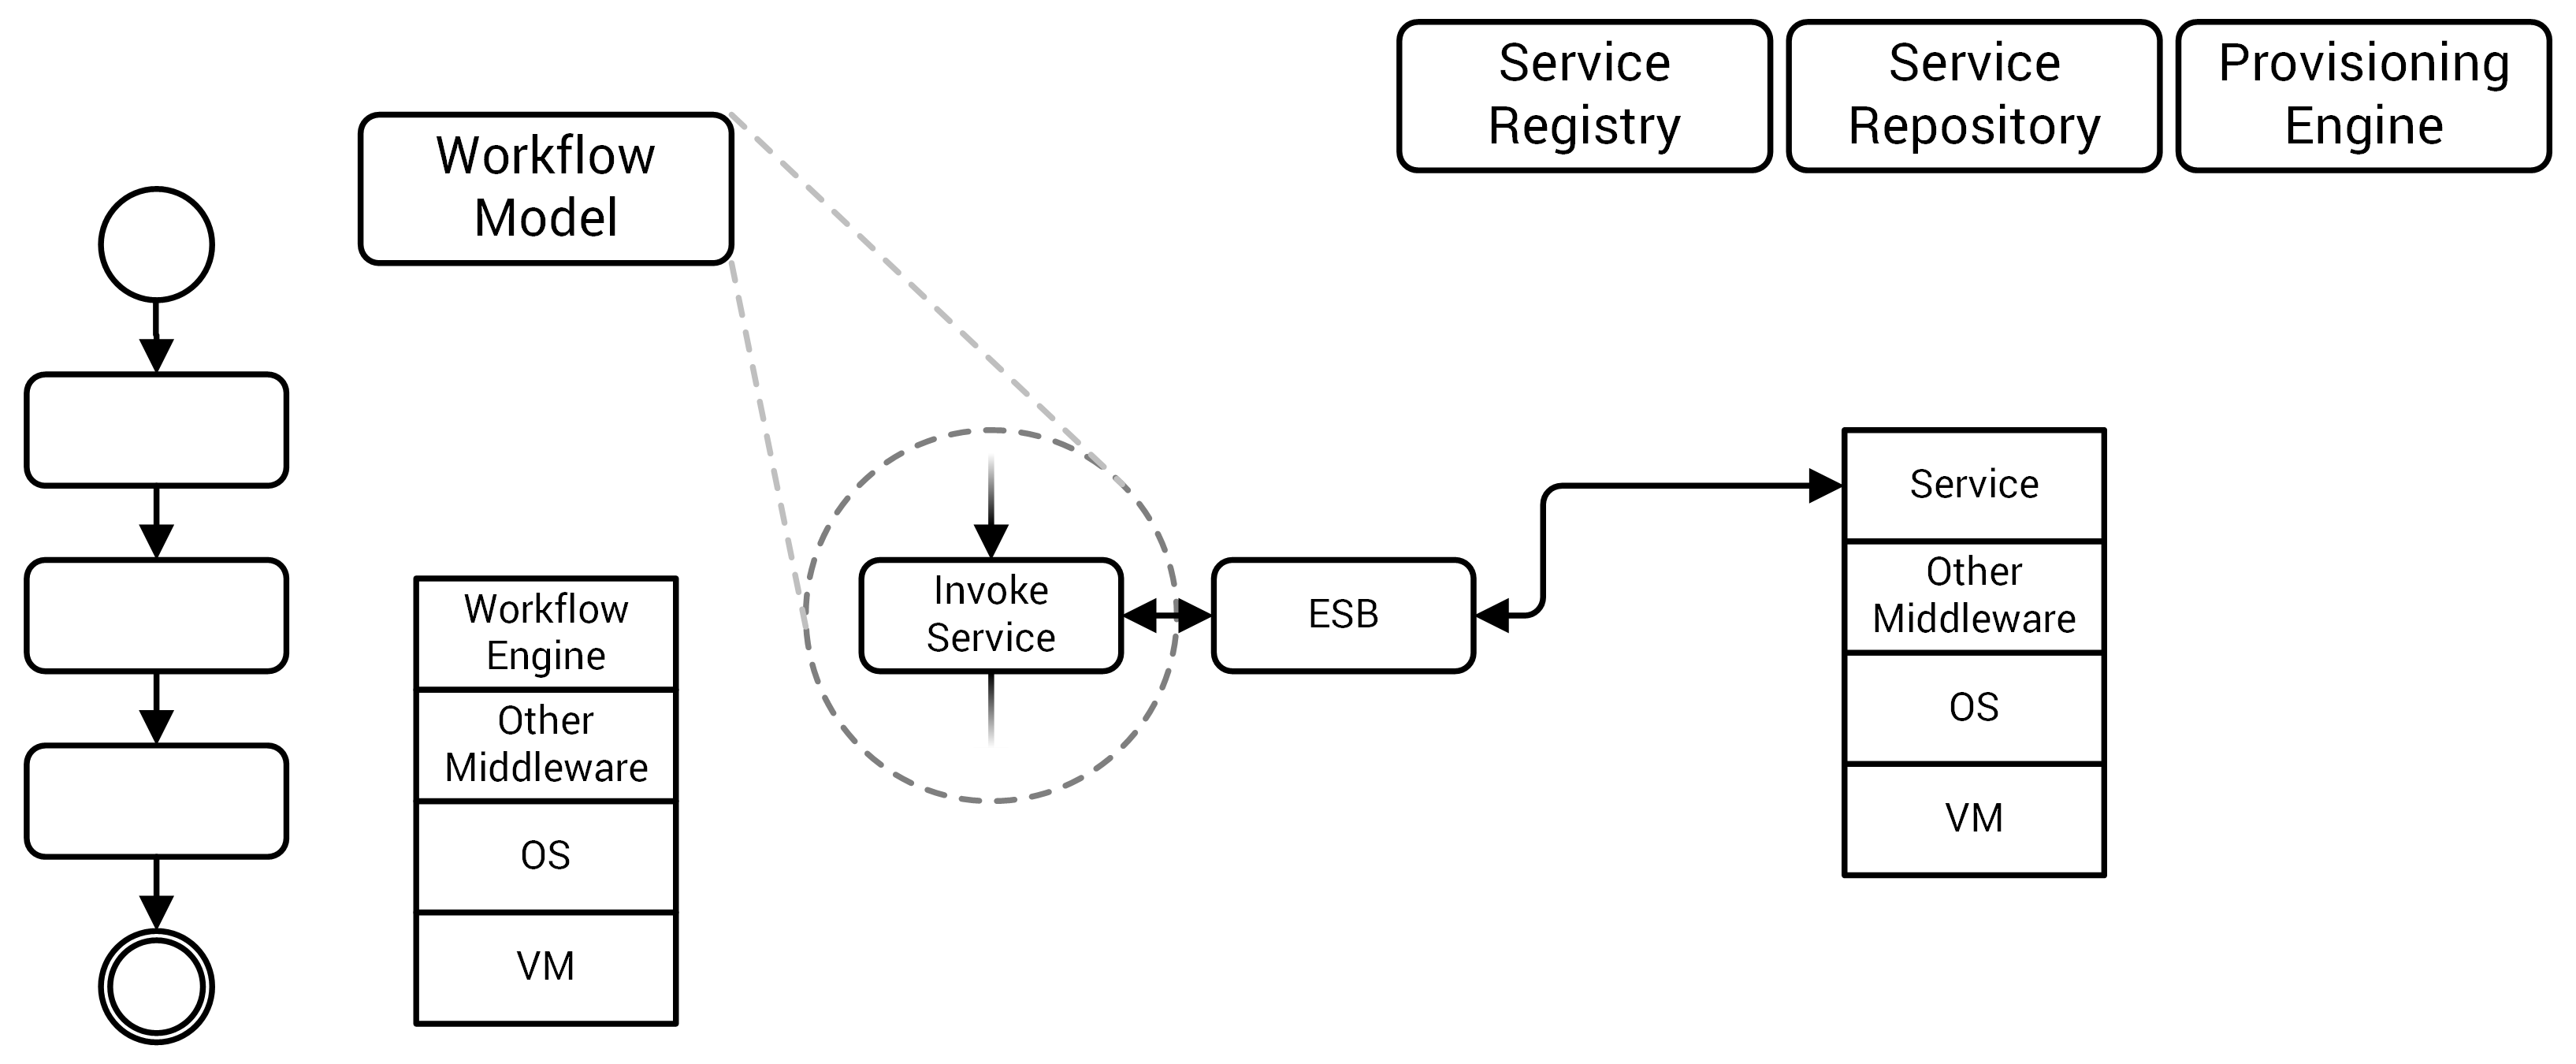 Service
Registry
Service
Repository
Provisioning
Engine
Workflow
Model
Workflow
Engine
Other
Middleware
OS
VM
Invoke
Service
ESB
Service
Other
Middleware
OS
VM